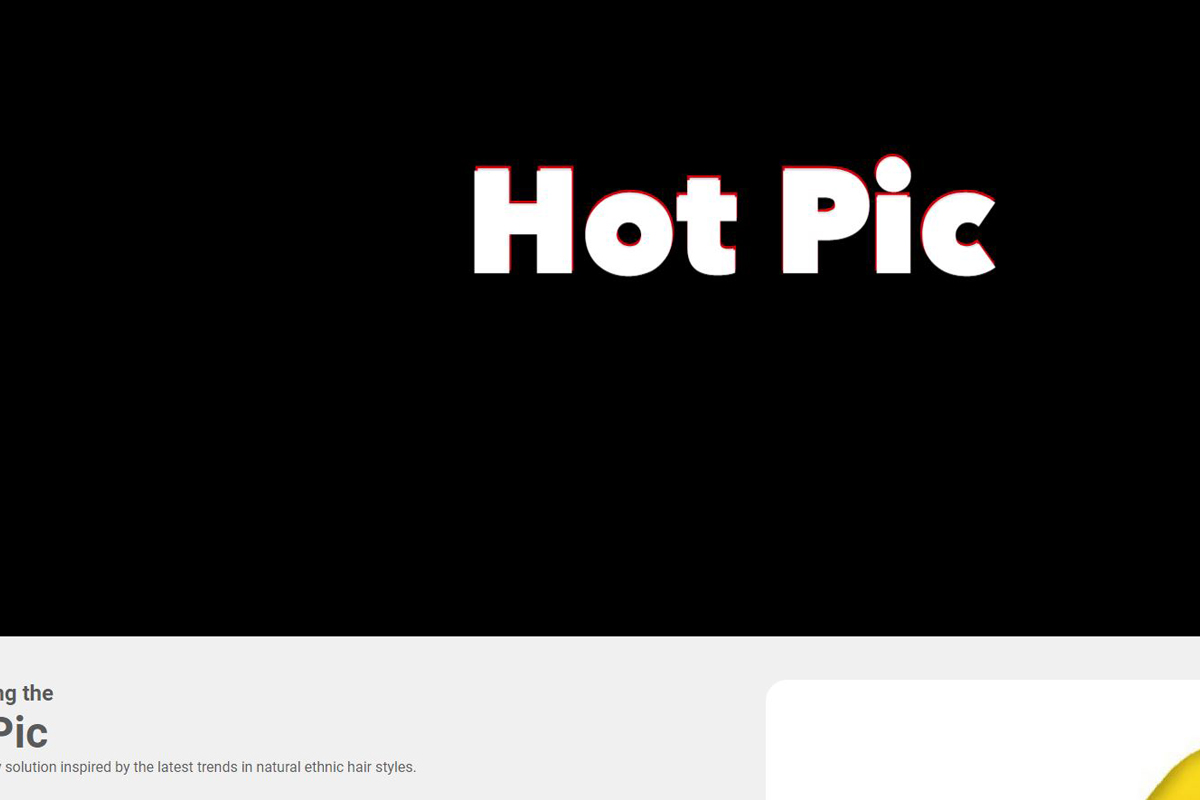 Hot Pic
ng the
Pic
solution inspired by the latest trends in natural ethnic hair styles.